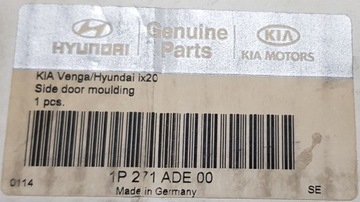 HYUNDAI
Genuine
Parts
KIA
KIA MOTORS
KIA Venga/Hyundai ix20
Side door moulding
1 pcs.
1P 271 ADE 00
0114
Made in Germany
SE